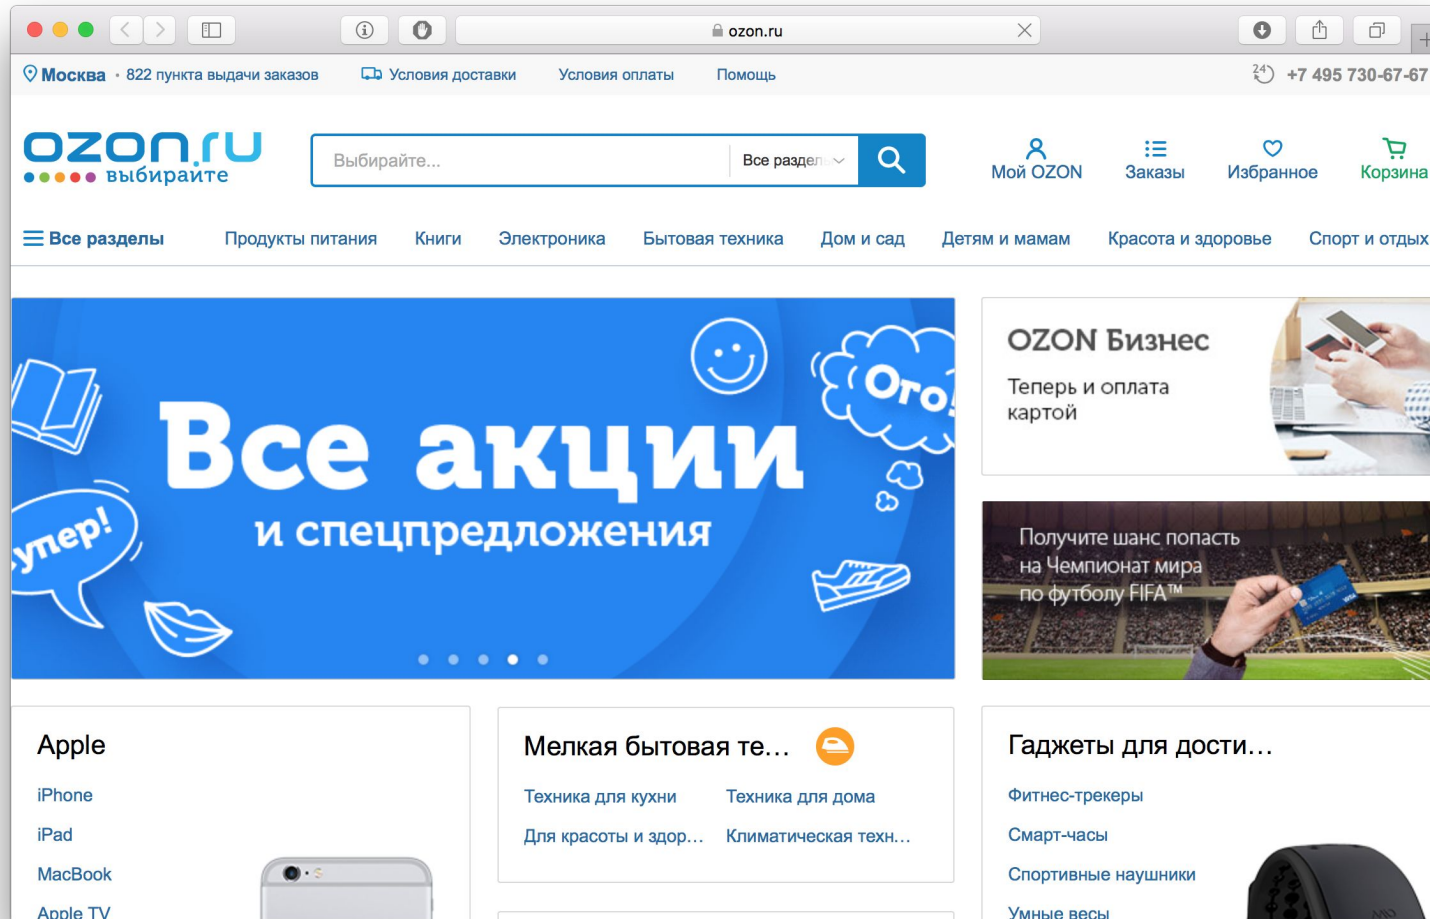 ozon.ru
Москва · 822 пункта выдачи заказов Условия доставки Условия оплаты Помощь 24 +7 495 730-67-67
ozon.ru
выбирайте
Выбирайте...
Все раздел
Мой OZON Заказы Избранное Корзина
Все разделы Продукты питания Книги Электроника Бытовая техника Дом и сад Детям и мамам Красота и здоровье Спорт и отдых
Ого!
Все акции
и спецпредложения
упер!
OZON Бизнес
Теперь и оплата
картой
Получите шанс попасть
на Чемпионат мира
по футболу FIFA™
VISA
Apple
iPhone
iPad
MacBook
Apple TV
Мелкая бытовая те...
Техника для кухни Техника для дома
Для красоты и здор... Климатическая техн...
Гаджеты для дости...
Фитнес-трекеры
Смарт-часы
Спортивные наушники
Умные весы